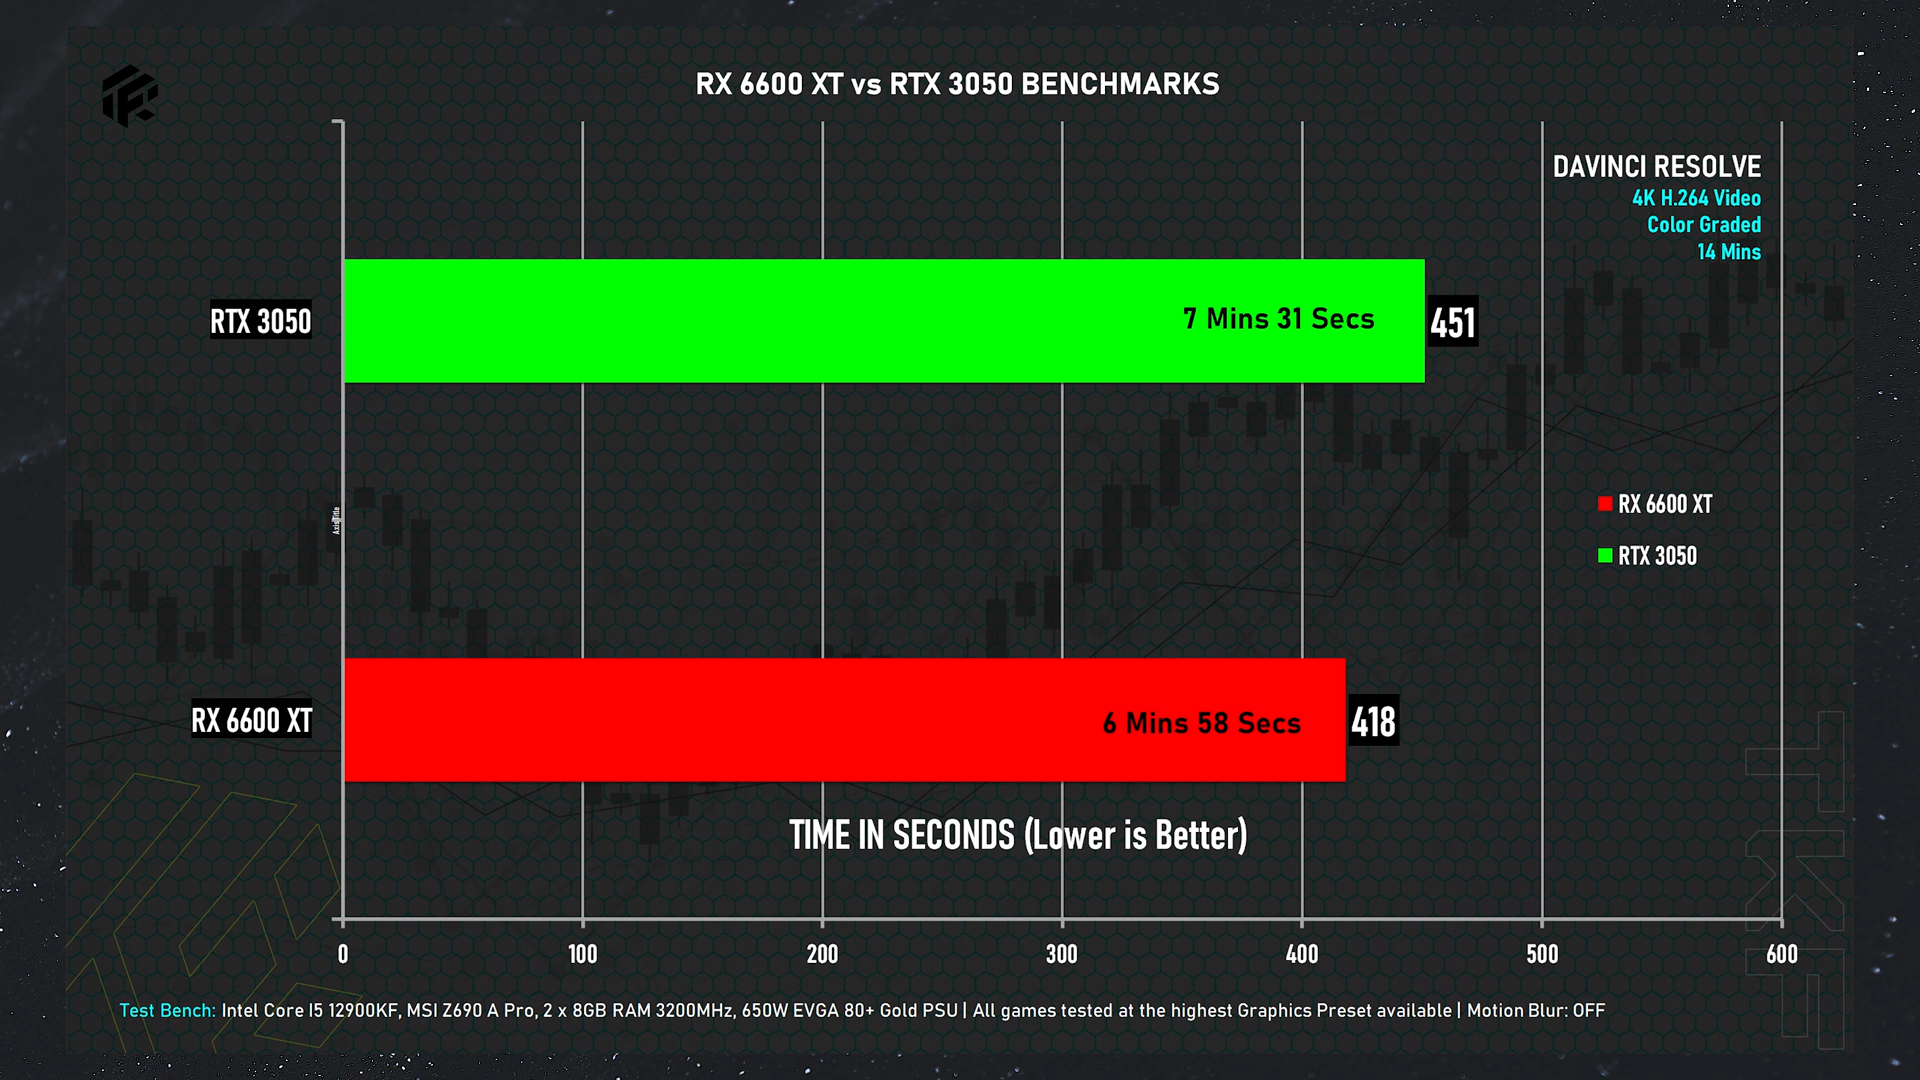 RX 6600 XT vs RTX 3050 BENCHMARKS
DAVINCI RESOLVE
4K H.264 Video
Color Graded
14 Mins
RTX 3050
7 Mins 31 Secs
451
Axis Title
RX 6600 XT
RTX 3050
RX 6600 XT
6 Mins 58 Secs
418
TIME IN SECONDS (Lower is Better)
0 100 200 300 400 500 600
Test Bench: Intel Core I5 12900KF, MSI Z690 A Pro, 2 x 8GB RAM 3200MHz, 650W EVGA 80+ Gold PSU | All games tested at the highest Graphics Preset available | Motion Blur: OFF